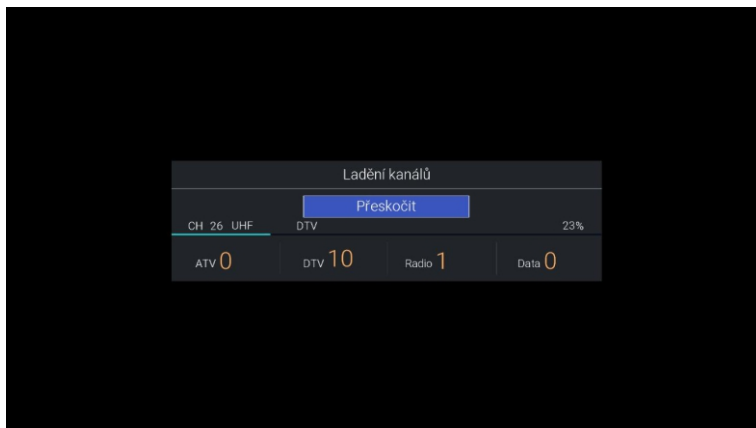 Ladění kanálů
Přeskočit
CH 26 UHF DTV 23%
ATV 0 DTV 10 Radio 1 Data 0